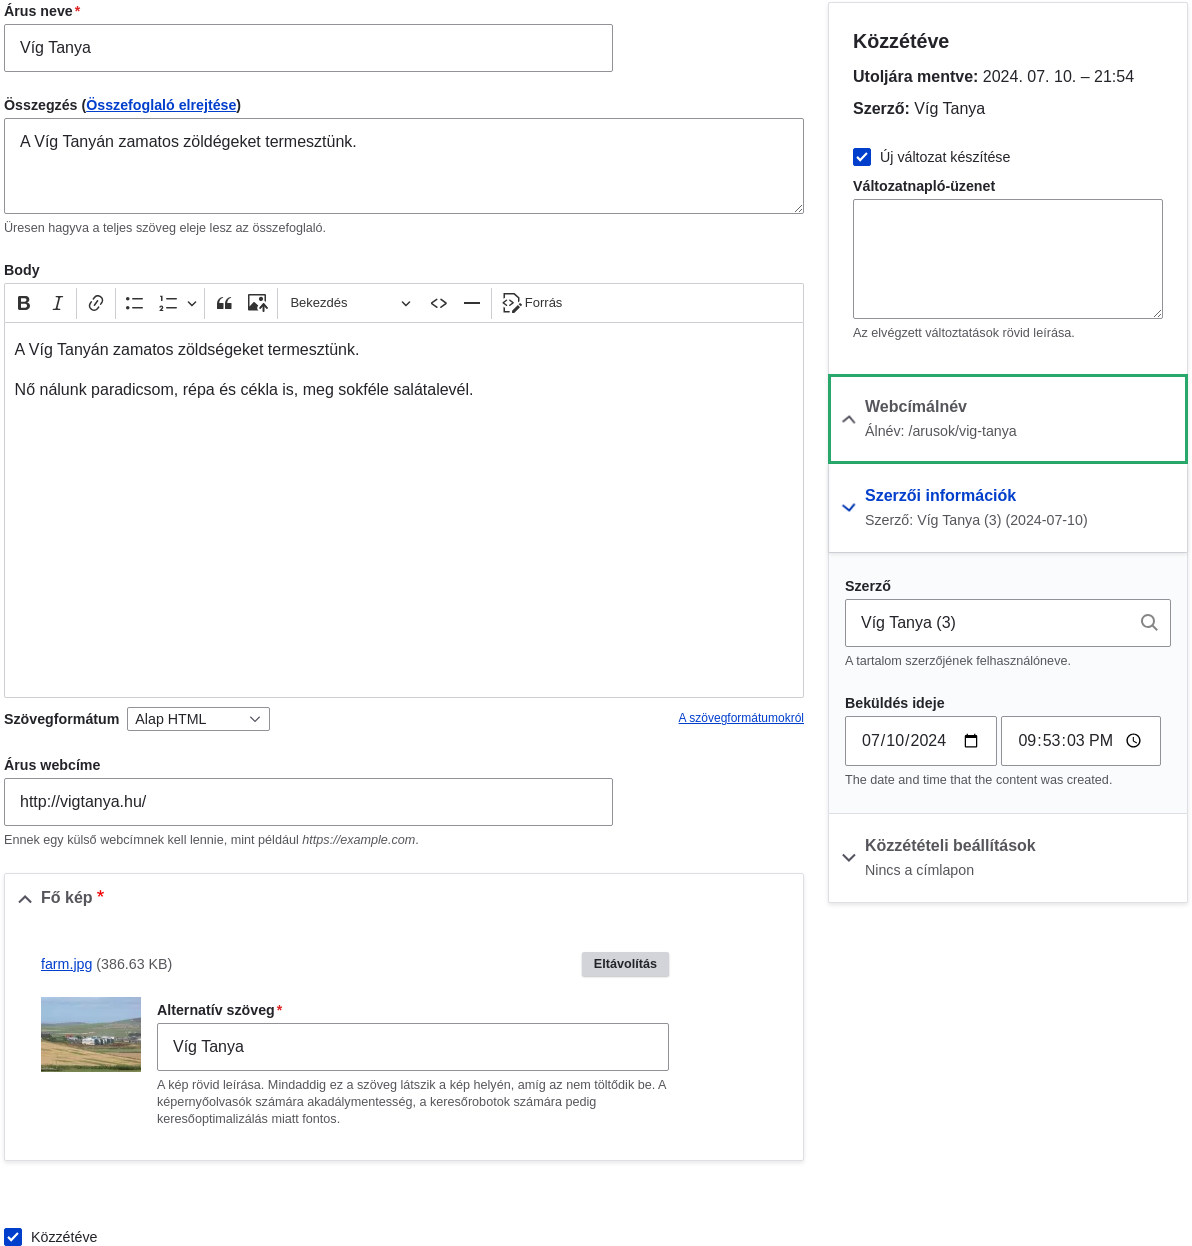 Árus neve*
Víg Tanya
Összegzés (Összefoglaló elrejtése)
A Víg Tanyán zamatos zöldégeket termesztünk.
Üresen hagyva a teljes szöveg eleje lesz az összefoglaló.
Body
Bekezdés
Forrás
A Víg Tanyán zamatos zöldségeket termesztünk.
Nő nálunk paradicsom, répa és cékla is, meg sokféle salátalevél.
Szövegformátum Alap HTML
A szövegformátumokról
Árus webcíme
http://vigtanya.hu/
Ennek egy külső webcímnek kell lennie, mint például https://example.com.
Fő kép *
farm.jpg (386.63 KB)
Eltávolítás
Alternatív szöveg*
Víg Tanya
A kép rövid leírása. Mindaddig ez a szöveg látszik a kép helyén, amíg az nem töltődik be. A
képernyőolvasók számára akadálymentesség, a keresőrobotok számára pedig
keresőoptimalizálás miatt fontos.
Közzétéve
Közzétéve
Utoljára mentve: 2024. 07. 10. – 21:54
Szerző: Víg Tanya
Új változat készítése
Változatnapló-üzenet
Az elvégzett változtatások rövid leírása.
Webcímálnév
Álnév: /arusok/vig-tanya
Szerzői információk
Szerző: Víg Tanya (3) (2024-07-10)
Szerző
Víg Tanya (3)
A tartalom szerzőjének felhasználóneve.
Beküldés ideje
07/10/2024
09:53:03 PM
The date and time that the content was created.
Közzétételi beállítások
Nincs a címlapon